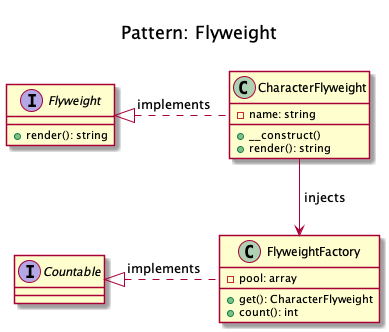 Pattern: Flyweight
I Flyweight
render(): string
implements
C CharacterFlyweight
name: string
__construct()
render(): string
injects
I Countable
implements
C FlyweightFactory
pool: array
get(): CharacterFlyweight
count(): int